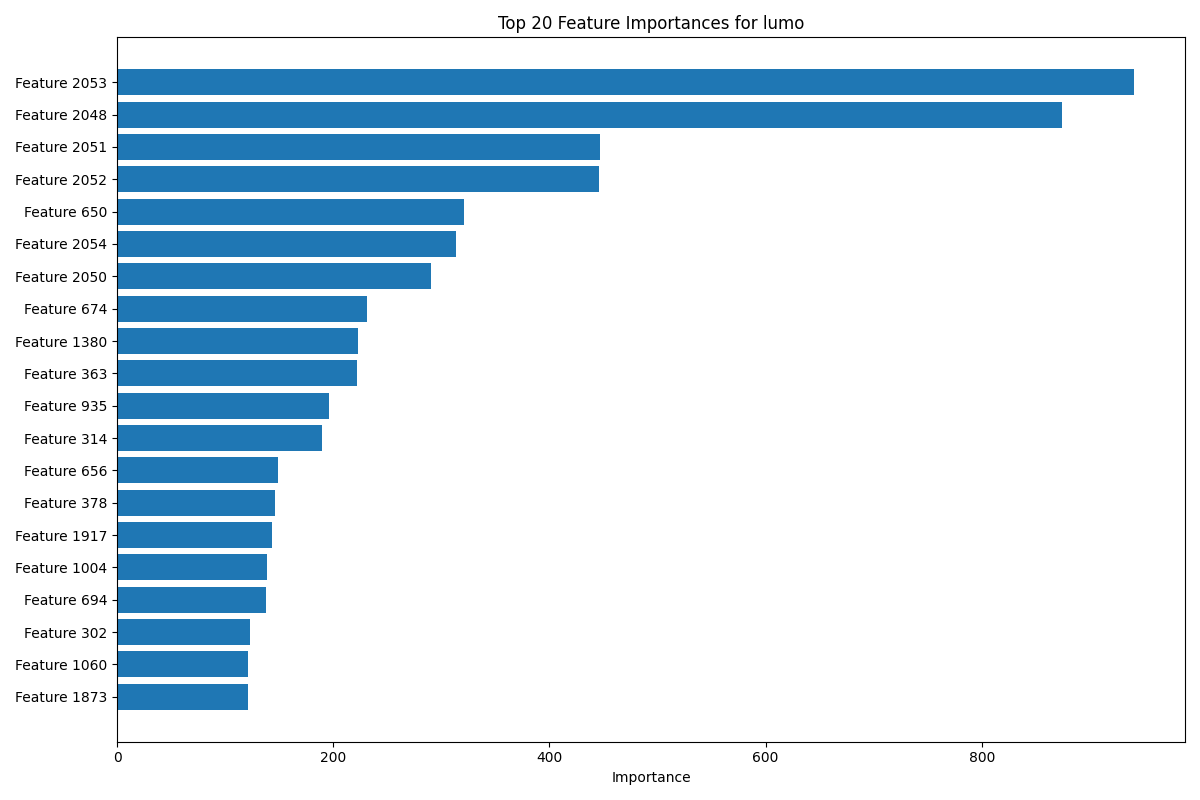 Top 20 Feature Importances for lumo
Feature 2053
Feature 2048
Feature 2051
Feature 2052
Feature 650
Feature 2054
Feature 2050
Feature 674
Feature 1380
Feature 363
Feature 935
Feature 314
Feature 656
Feature 378
Feature 1917
Feature 1004
Feature 694
Feature 302
Feature 1060
Feature 1873
0 200 400 600 800
Importance